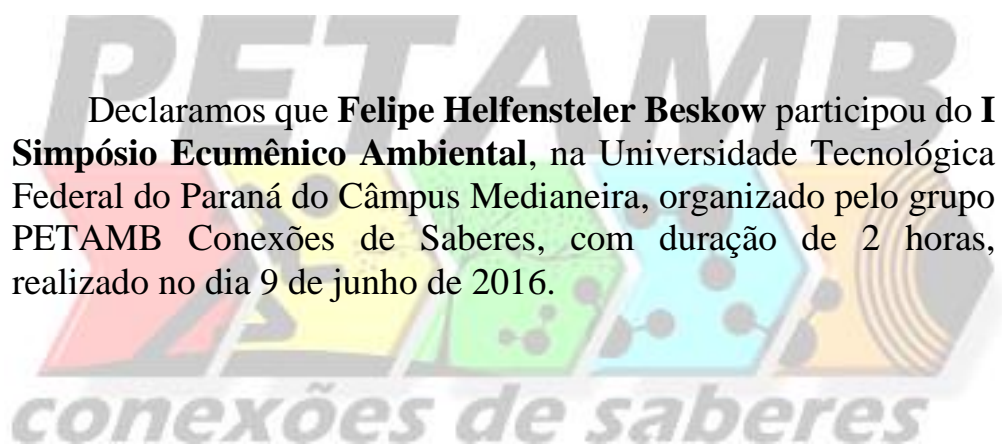 PETAMB
Declaramos que Felipe Helfensteler Beskow participou do I
Simpósio Ecumênico Ambiental, na Universidade Tecnológica
Federal do Paraná do Câmpus Medianeira, organizado pelo grupo
PETAMB Conexões de Saberes, com duração de 2 horas,
realizado no dia 9 de junho de 2016.
conexões de saberes